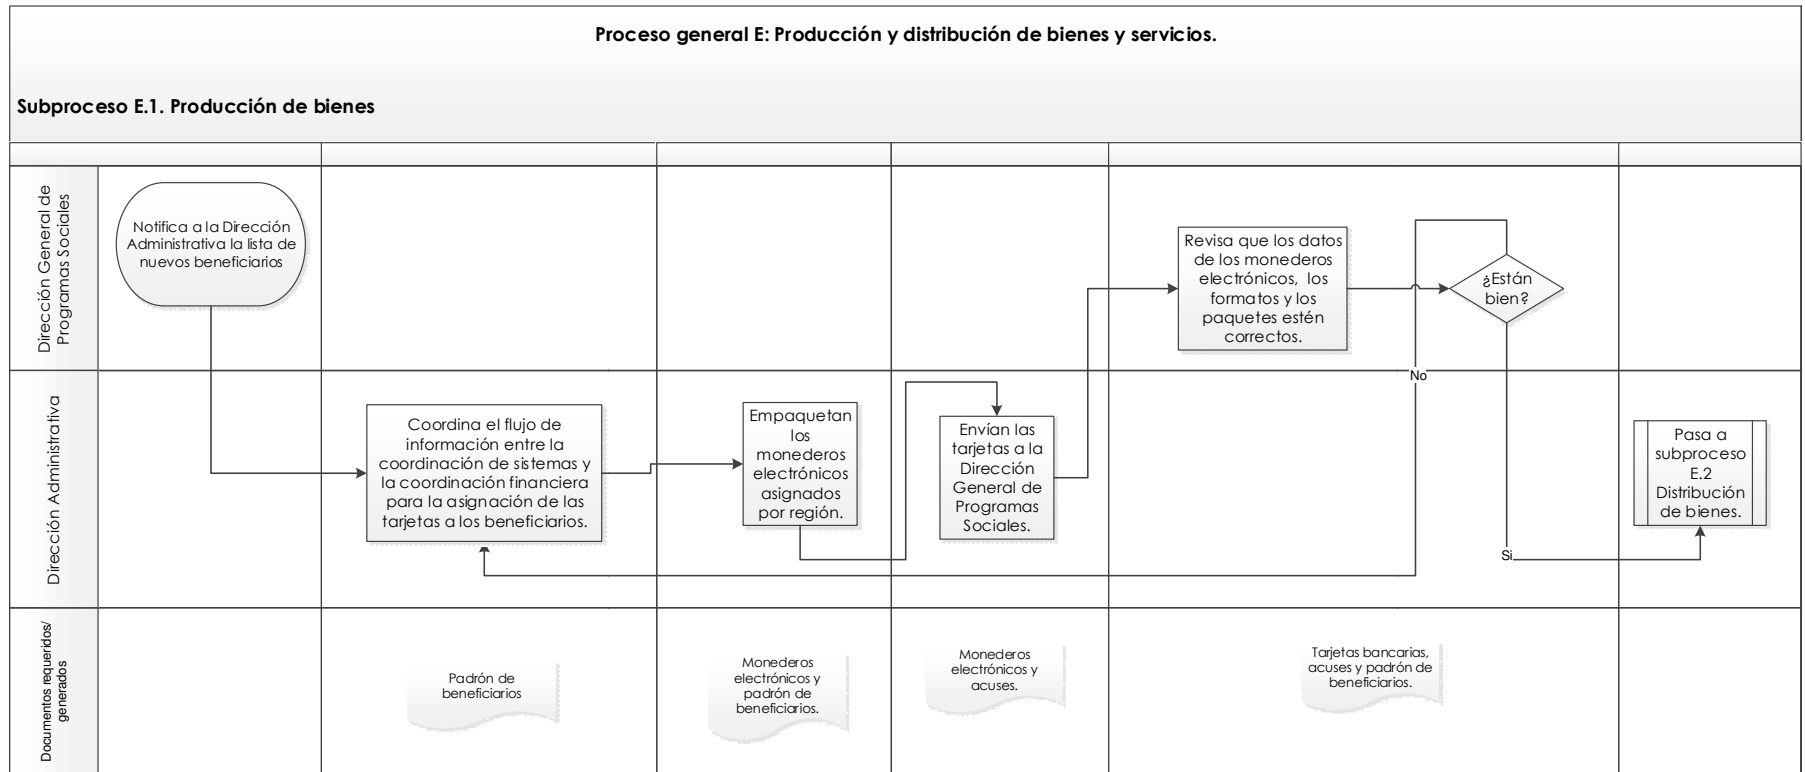 Proceso general E: Producción y distribución de bienes y servicios.
Subproceso E.1. Producción de bienes
Dirección General de
Programas Sociales
Notifica a la Dirección
Administrativa la lista de
nuevos beneficiarios
Revisa que los datos
de los monederos
electrónicos, los
formatos y los
paquetes estén
correctos.
¿Están
bien?
No
Dirección Administrativa
Coordina el flujo de
información entre la
coordinación de sistemas y
la coordinación financiera
para la asignación de las
tarjetas a los beneficiarios.
Empaquetan
los
monederos
electrónicos
asignados
por región.
Envían las
tarjetas a la
Dirección
General de
Programas
Sociales.
Si
Pasa a
subproceso
E.2
Distribución
de bienes.
Documentos requeridos/
generados
Padrón de
beneficiarios
Monederos
electrónicos y
padrón de
beneficiarios.
Monederos
electrónicos y
acuses.
Tarjetas bancarias,
acuses y padrón de
beneficiarios.